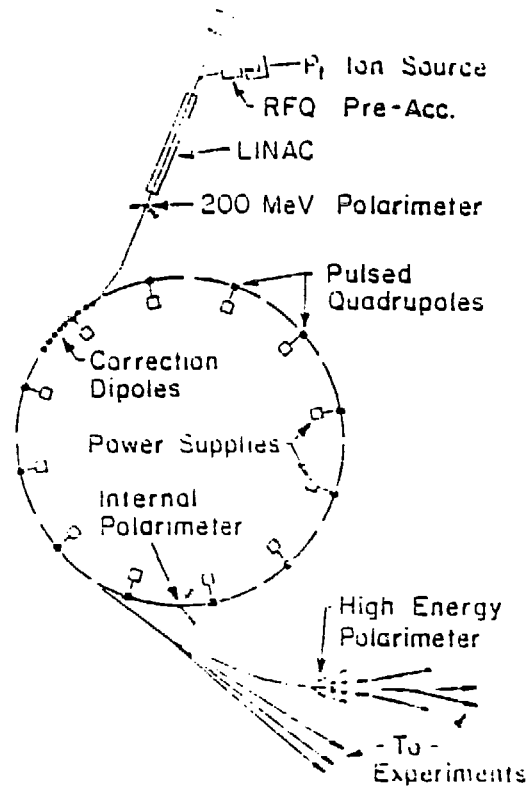 P↑ Ion Source
RFQ Pre-Acc.
LINAC
200 MeV Polarimeter
Pulsed
Quadrupoles
Correction
Dipoles
Power Supplies
Internal
Polarimeter
High Energy
Polarimeter
- To -
Experiments